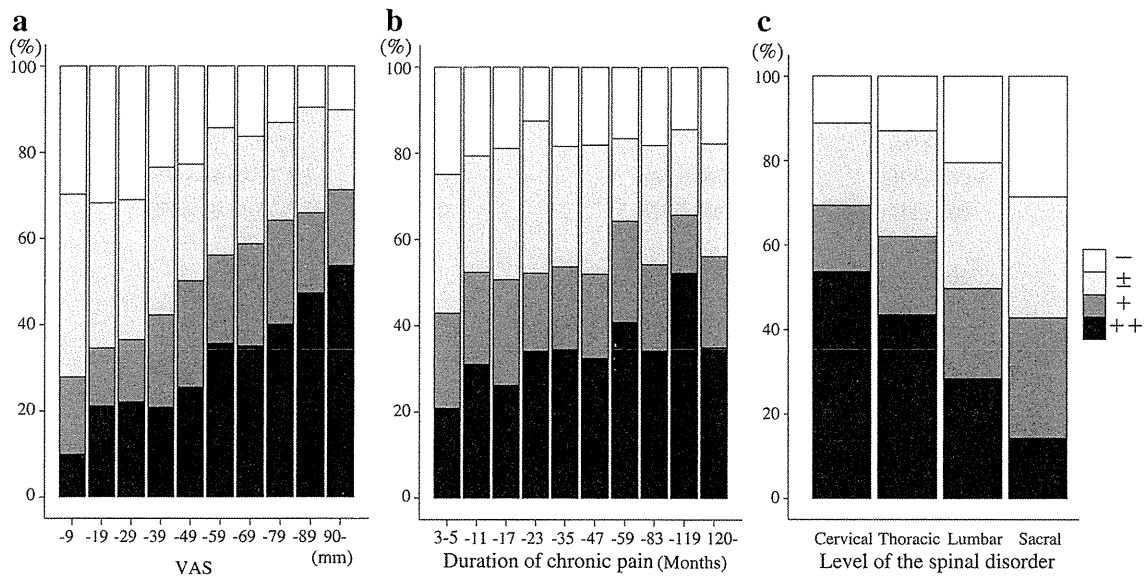 a
(%)
100
80
60
40
20
0
-9 -19 -29 -39 -49 -59 -69 -79 -89 90-
(mm)
VAS
b
(%)
100
80
60
40
20
0
3-5 -11 -17 -23 -35 -47 -59 -83 -119 120-
Duration of chronic pain (Months)
c
(%)
100
80
60
40
20
0
Cervical Thoracic Lumbar Sacral
Level of the spinal disorder
−
±
+
++